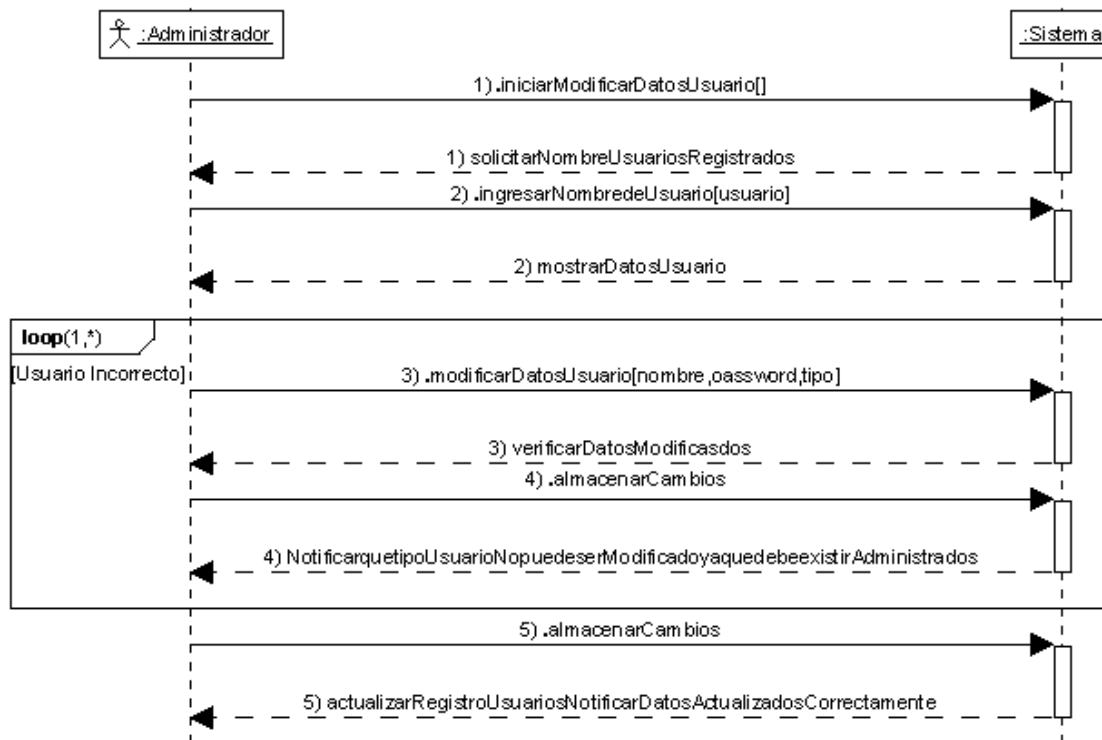 :Administrador
:Sistema
1) .iniciarModificarDatosUsuario[]
1) solicitarNombreUsuariosRegistrados
2) .ingresarNombredeUsuario[usuario]
2) mostrarDatosUsuario
loop(1,*)
[Usuario Incorrecto]
3) .modificarDatosUsuario[nombre,oassword,tipo]
3) verificarDatosModificasdos
4) .almacenarCambios
4) NotificarquetipoUsuarioNopuedeserModificadoyaquedebeexistirAdministrados
5) .almacenarCambios
5) actualizarRegistroUsuariosNotificarDatosActualizadosCorrectamente